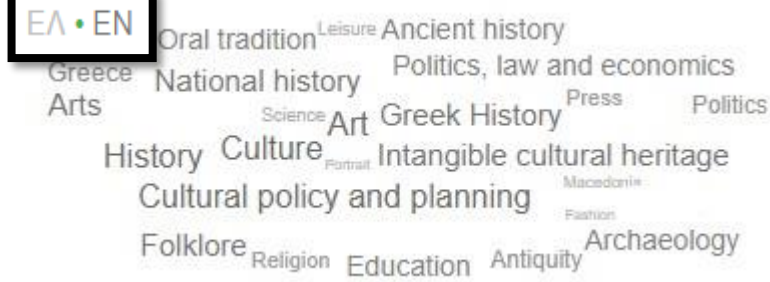 ΕΛ • EN
Oral tradition Leisure Ancient history
Greece National history Politics, law and economics
Arts Science Art Greek History Press Politics
History Culture Portrait Intangible cultural heritage
Cultural policy and planning Macedonia
Fashion
Folklore Religion Education Antiquity Archaeology